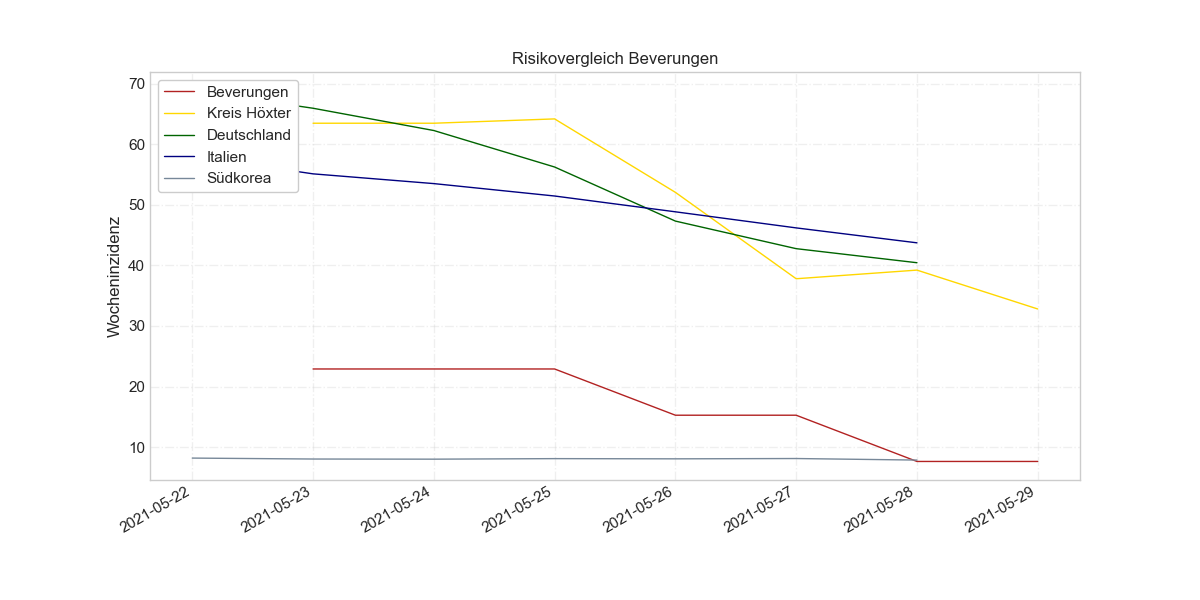 Risikovergleich Beverungen
Wocheninzidenz
70
60
50
40
30
20
10
Beverungen
Kreis Höxter
Deutschland
Italien
Südkorea
2021-05-22
2021-05-23
2021-05-24
2021-05-25
2021-05-26
2021-05-27
2021-05-28
2021-05-29